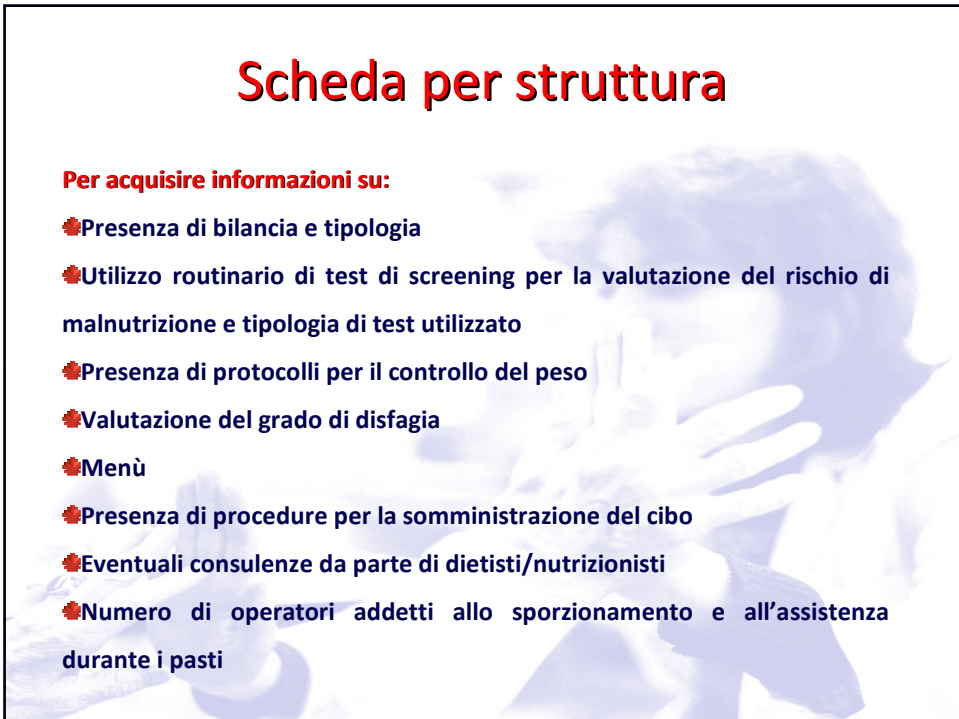 Scheda per struttura
Per acquisire informazioni su:
Presenza di bilancia e tipologia
Utilizzo routinario di test di screening per la valutazione del rischio di
malnutrizione e tipologia di test utilizzato
Presenza di protocolli per il controllo del peso
Valutazione del grado di disfagia
Menù
Presenza di procedure per la somministrazione del cibo
Eventuali consulenze da parte di dietisti/nutrizionisti
Numero di operatori addetti allo sporzionamento e all’assistenza
durante i pasti